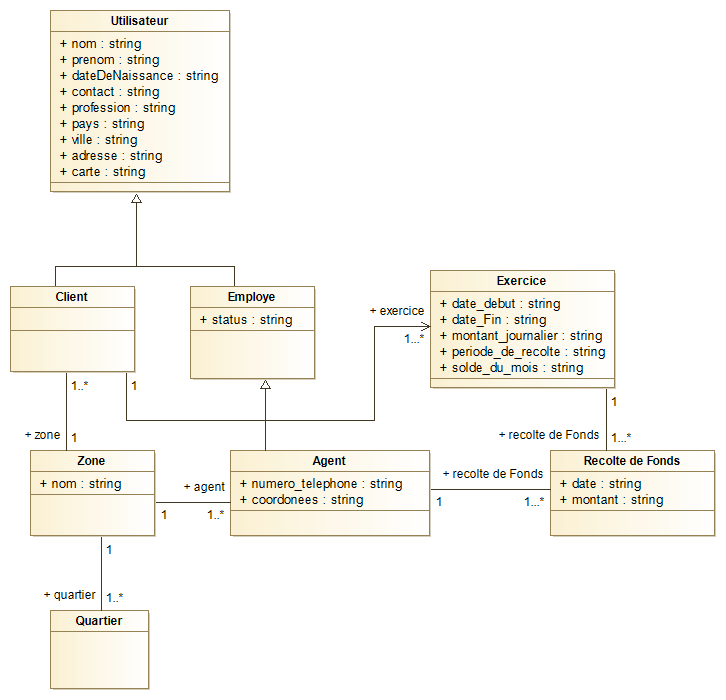 Utilisateur
+ nom : string
+ prenom : string
+ dateDeNaissance : string
+ contact : string
+ profession : string
+ pays : string
+ ville : string
+ adresse : string
+ carte : string
Client
Employe
+ status : string
Exercice
+ date_debut : string
+ date_Fin : string
+ montant_journalier : string
+ periode_de_recolte : string
+ solde_du_mois : string
+ exercice
1...*
1..*
1
1
+ zone
1
+ recolte de Fonds
1...*
Zone
+ nom : string
+ agent
1
1..*
Agent
+ numero_telephone : string
+ coordonees : string
+ recolte de Fonds
1
1...*
Recolte de Fonds
+ date : string
+ montant : string
1
+ quartier
1..*
Quartier